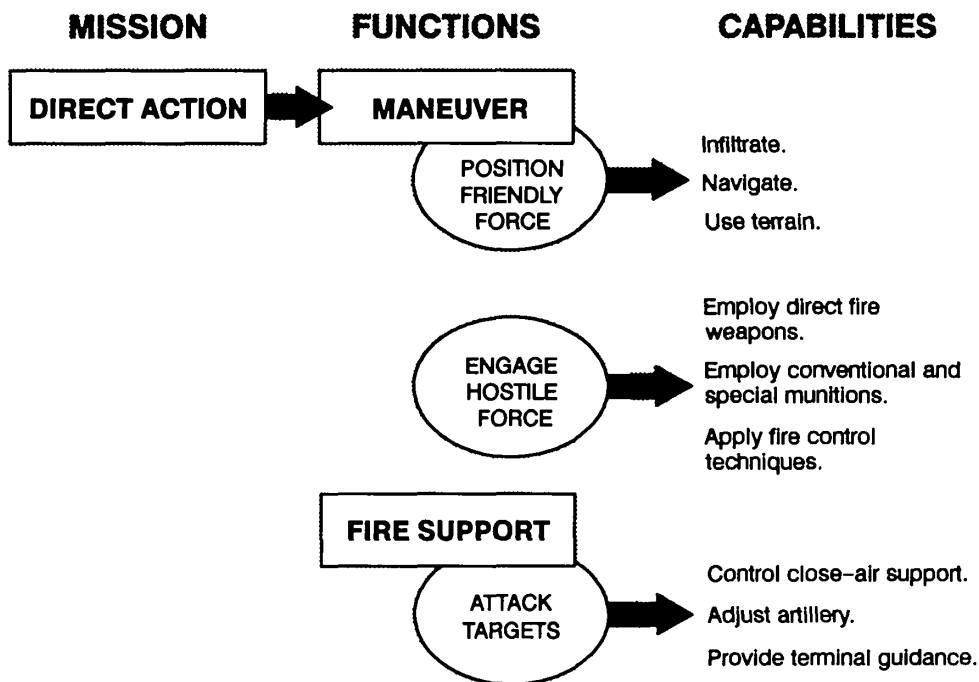 MISSION FUNCTIONS CAPABILITIES
DIRECT ACTION
MANEUVER
POSITION
FRIENDLY
FORCE
Infiltrate.
Navigate.
Use terrain.
ENGAGE
HOSTILE
FORCE
Employ direct fire
weapons.
Employ conventional and
special munitions.
Apply fire control
techniques.
FIRE SUPPORT
ATTACK
TARGETS
Control close-air support.
Adjust artillery.
Provide terminal guidance.